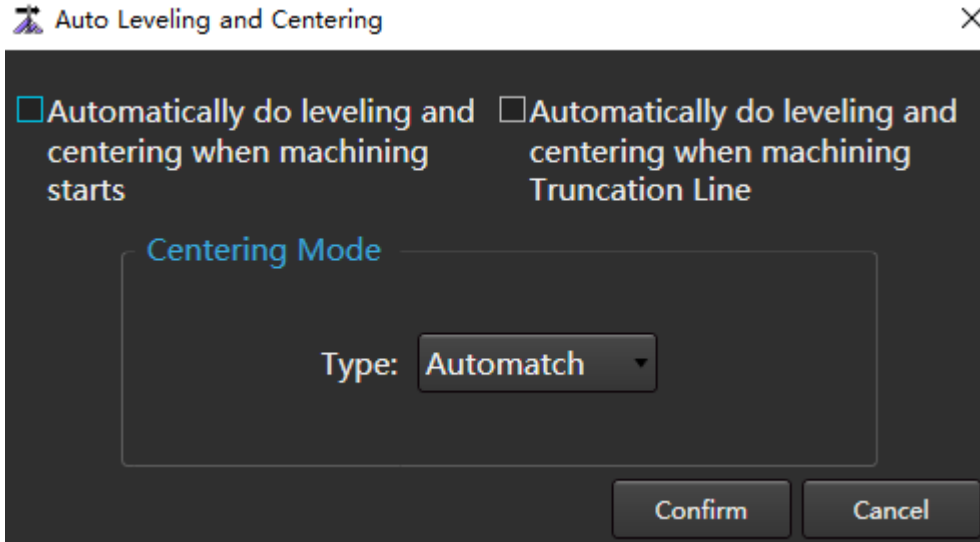 Auto Leveling and Centering
Automatically do leveling and
centering when machining
starts
Automatically do leveling and
centering when machining
Truncation Line
Centering Mode
Type: Automatch
Confirm Cancel